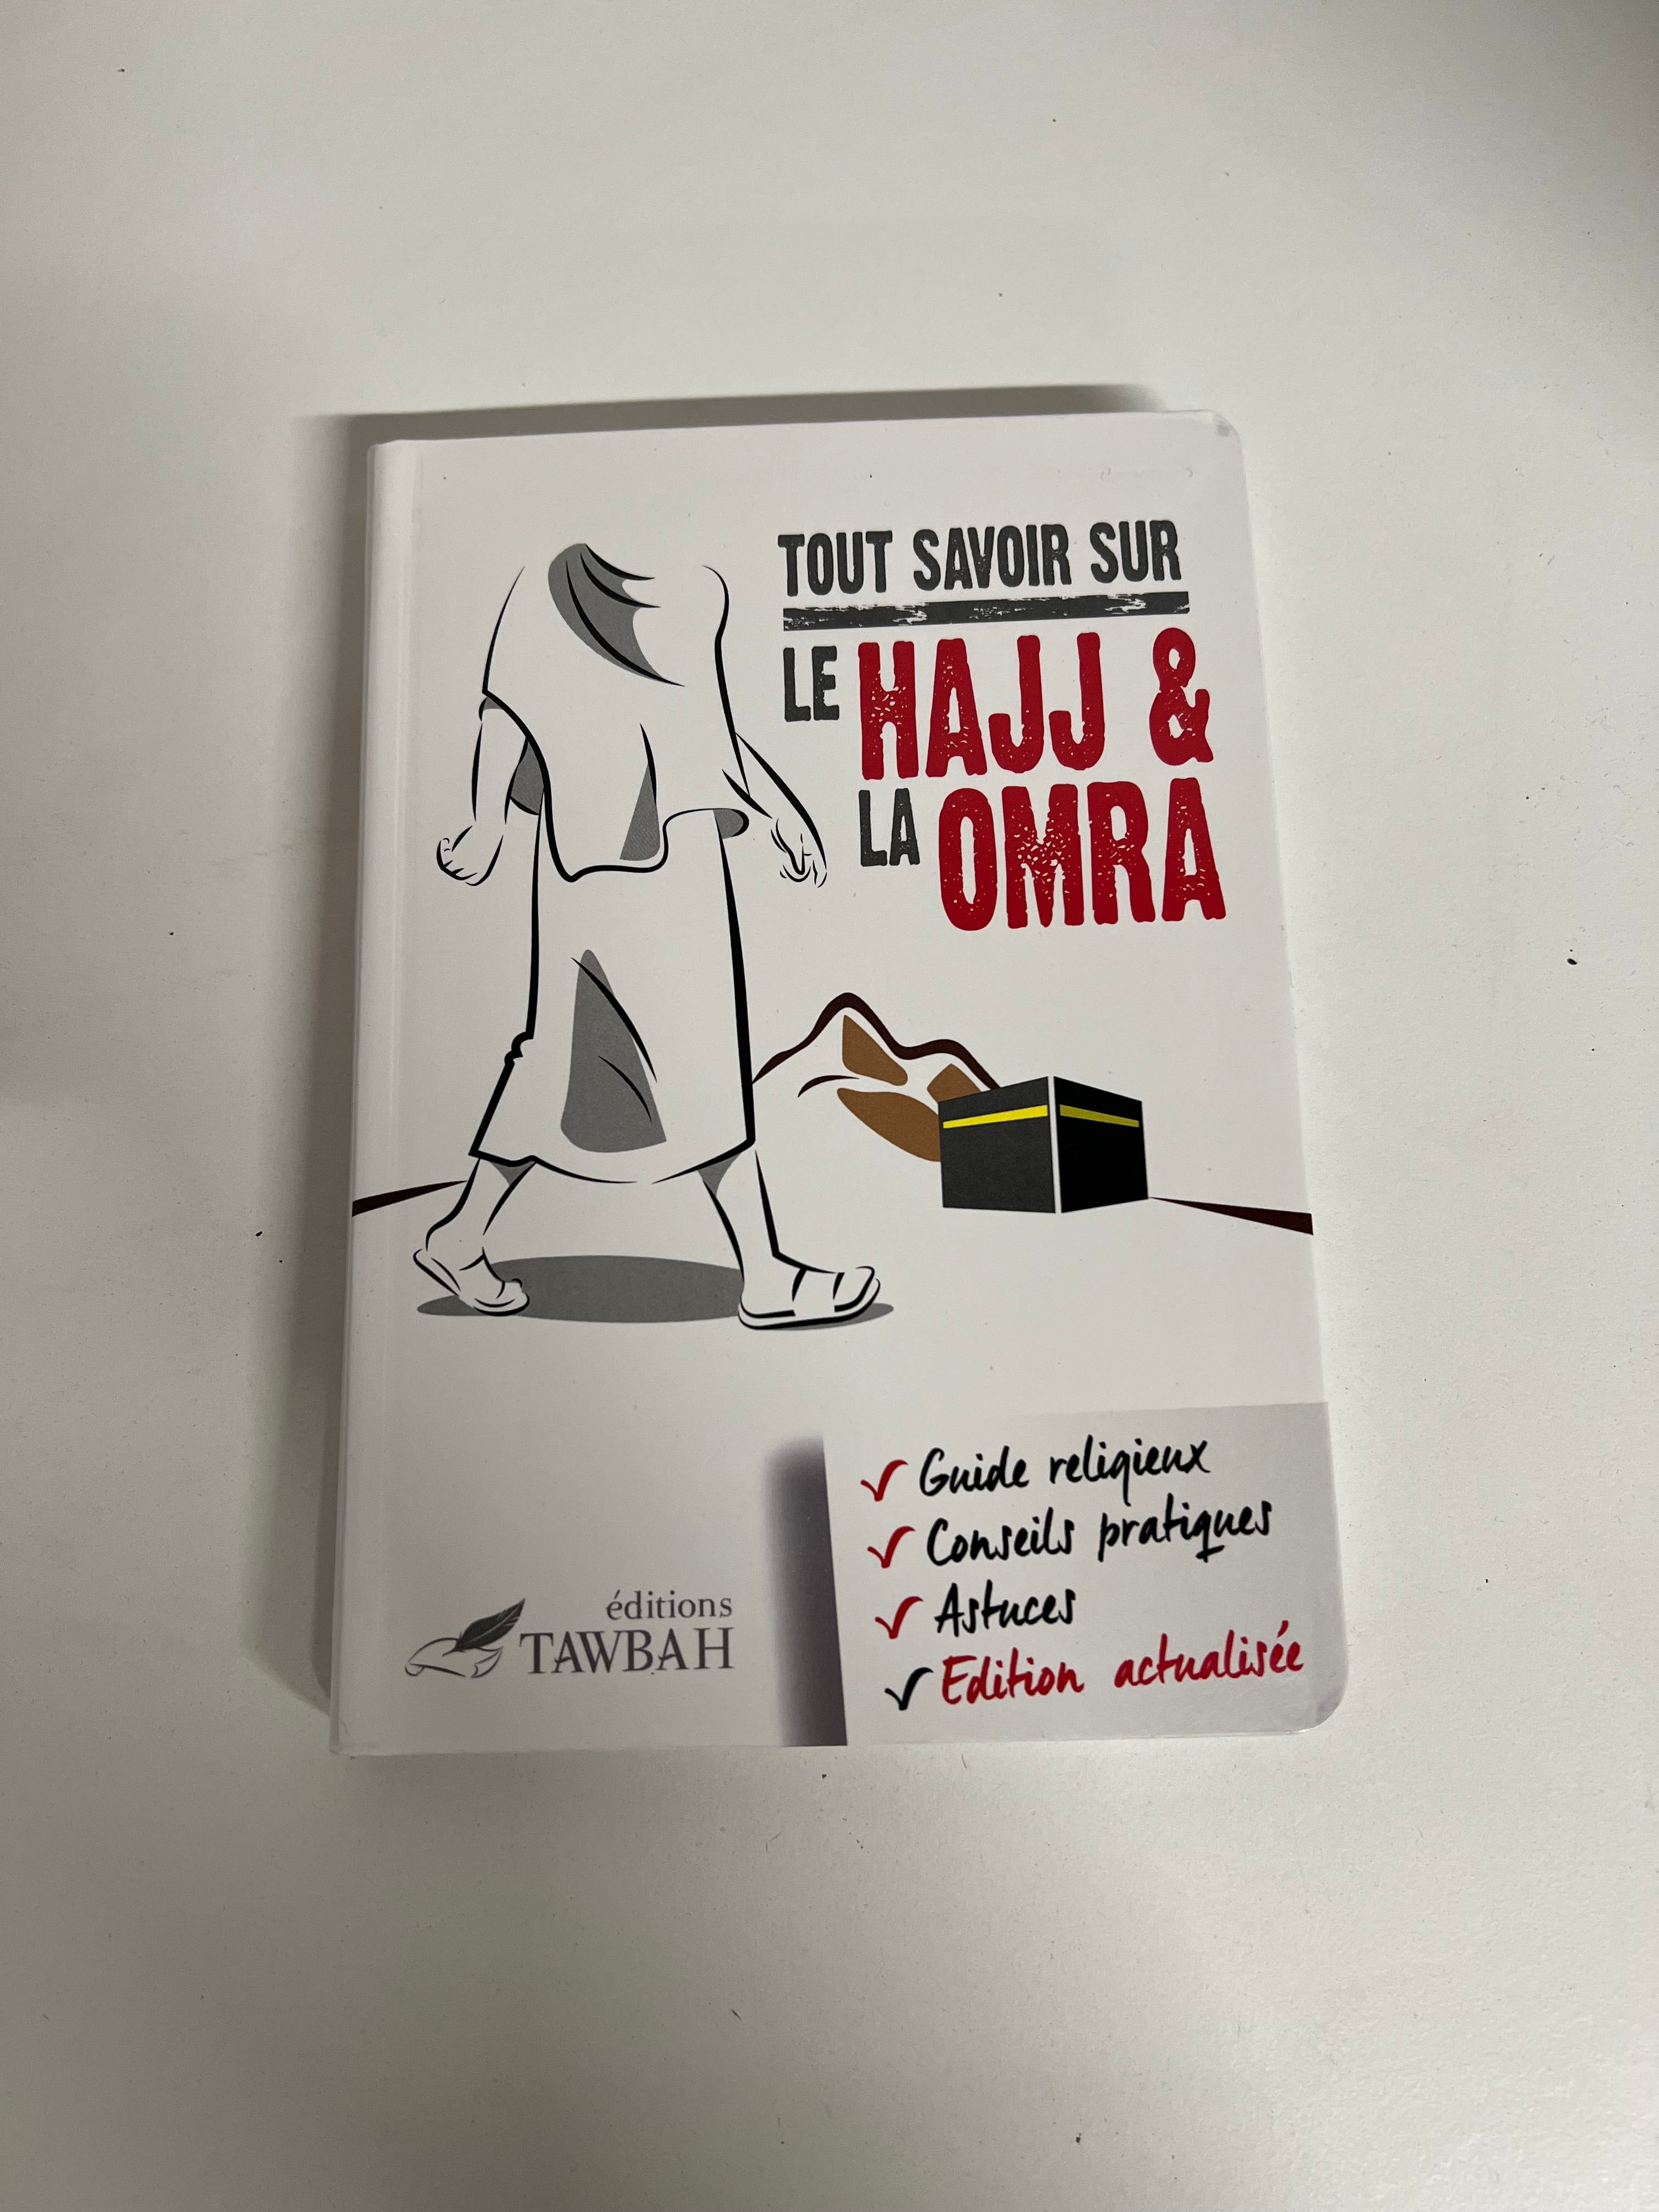 TOUT SAVOIR SUR
LE HAJJ &
LA OMRA
Guide religieux
Conseils pratiques
Astuces
Edition actualisée
éditions
TAWBAH